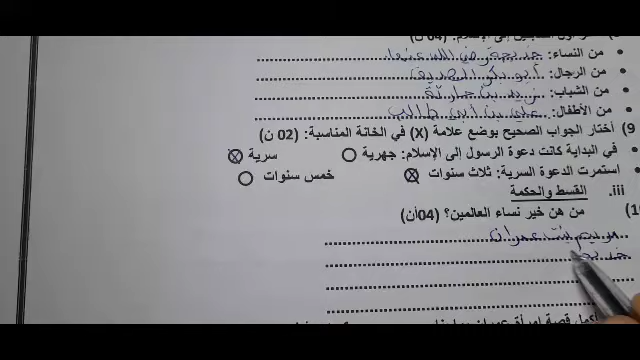 من النساء: خديجة رضي الله عنها
من الرجال: أبو بكر الصديق
من الشباب: زيد بن حارثة
من الأطفال: علي بن أبي طالب
9) أختار الجواب الصحيح بوضع علامة (X) في الخانة المناسبة: (02 ن)
في البداية كانت دعوة الرسول إلى الإسلام: جهرية سرية
استمرت الدعوة السرية: ثلاث سنوات خمس سنوات
iii. القسط والحكمة
من هن خير نساء العالمين؟ (04ن)
مريم بنت عمران